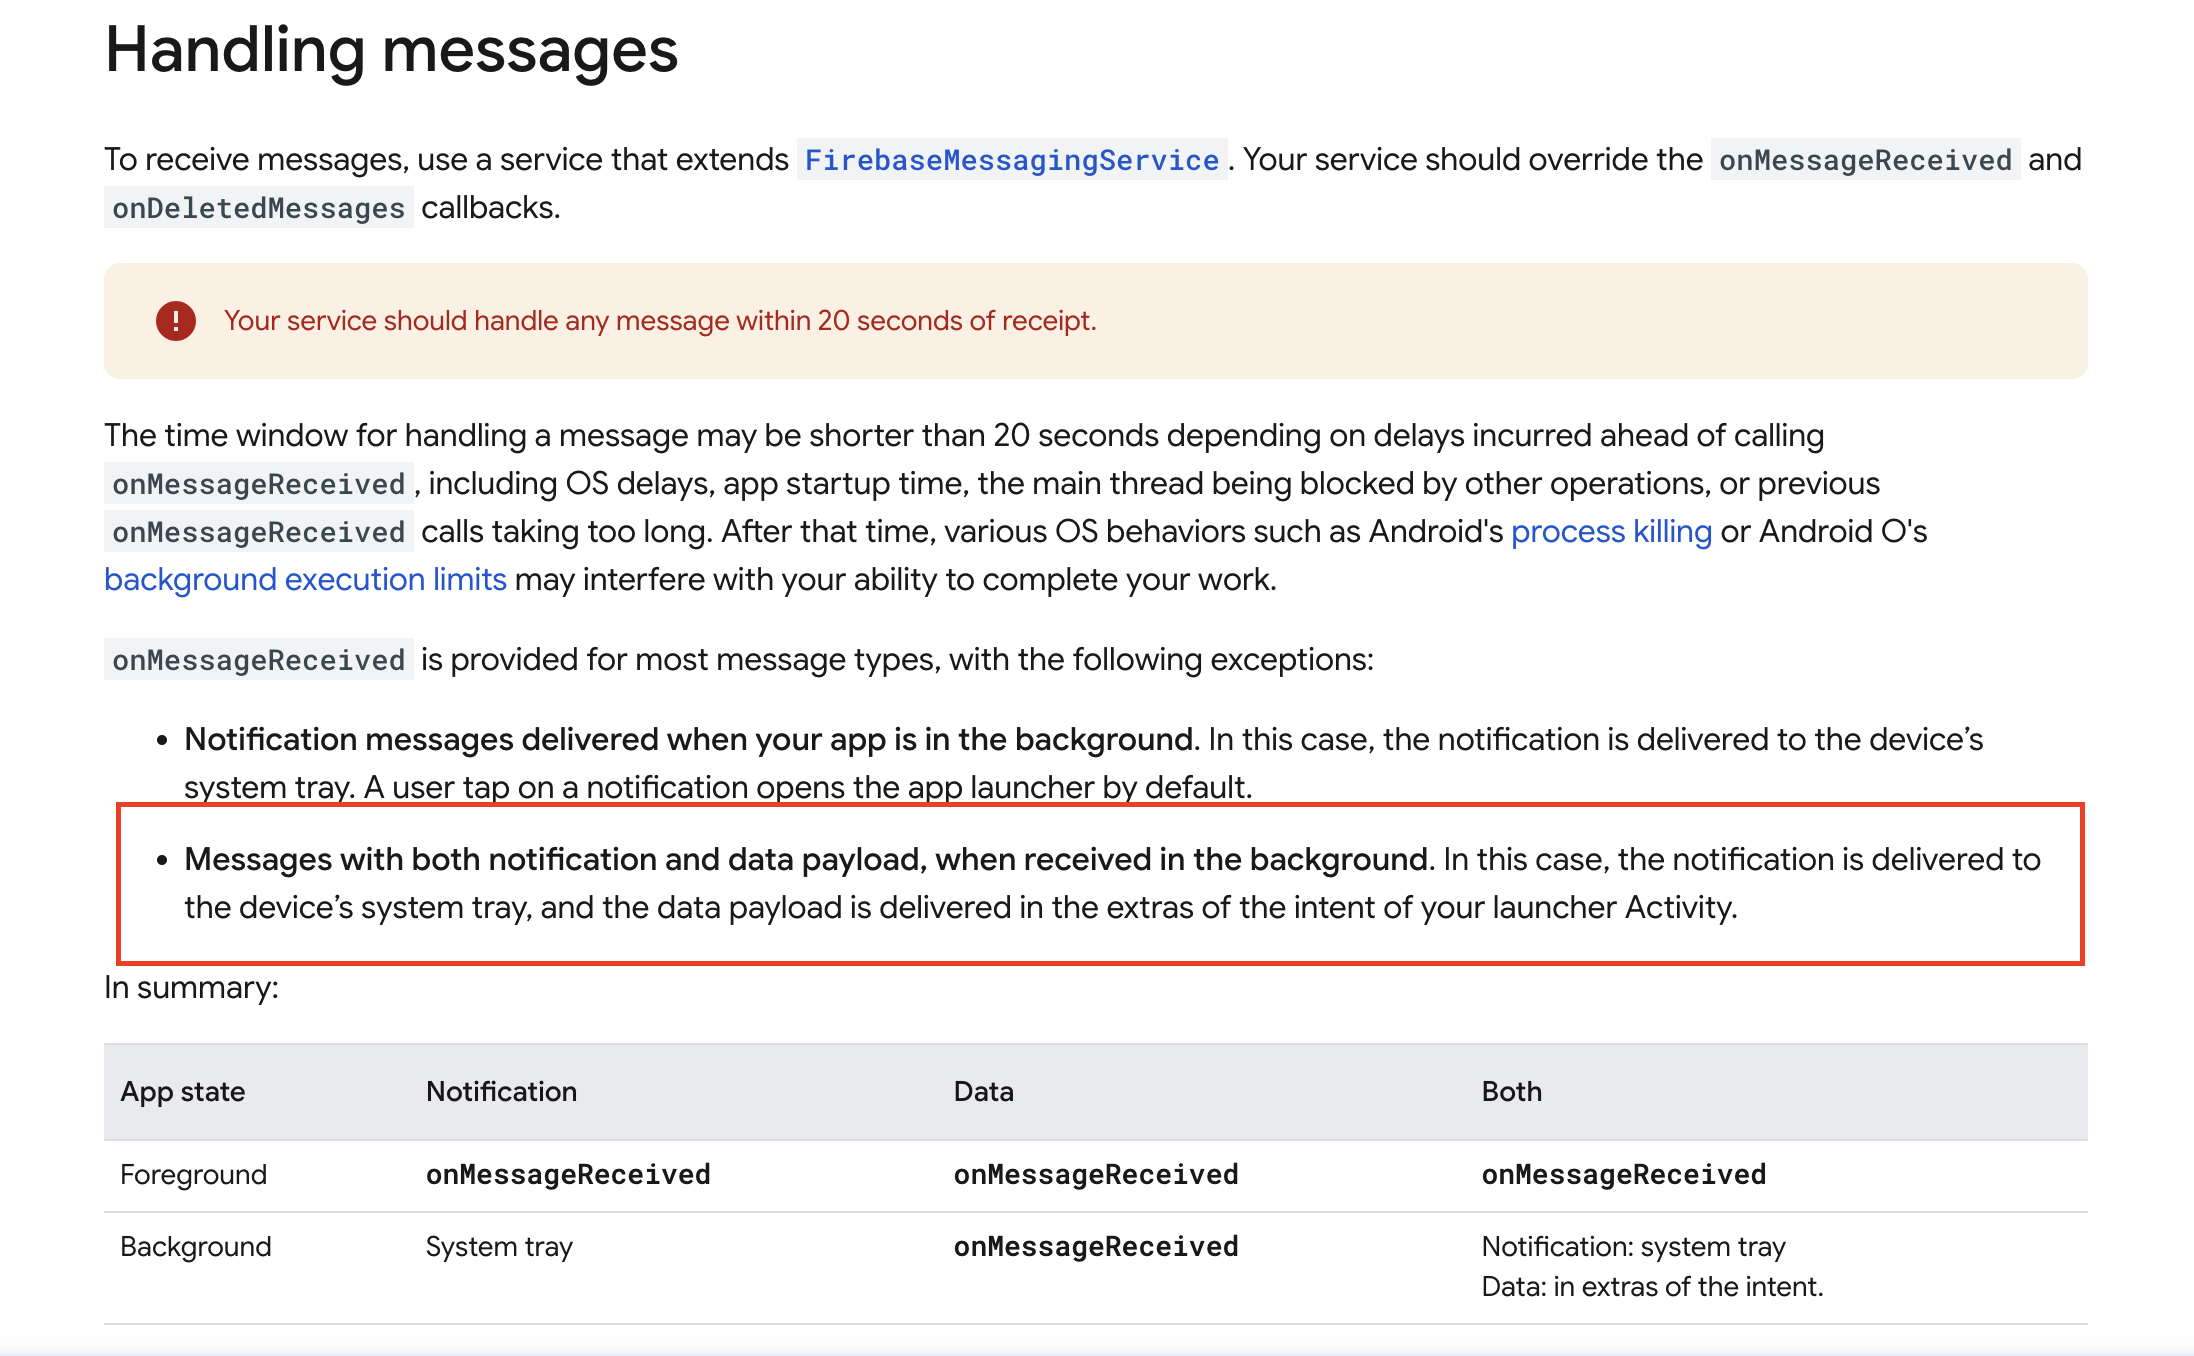 Handling messages
To receive messages, use a service that extends FirebaseMessagingService. Your service should override the onMessageReceived and
onDeletedMessages callbacks.
Your service should handle any message within 20 seconds of receipt.
The time window for handling a message may be shorter than 20 seconds depending on delays incurred ahead of calling
onMessageReceived, including OS delays, app startup time, the main thread being blocked by other operations, or previous
onMessageReceived calls taking too long. After that time, various OS behaviors such as Android's process killing or Android O's
background execution limits may interfere with your ability to complete your work.
onMessageReceived is provided for most message types, with the following exceptions:
• Notification messages delivered when your app is in the background. In this case, the notification is delivered to the device’s
system tray. A user tap on a notification opens the app launcher by default.
• Messages with both notification and data payload, when received in the background. In this case, the notification is delivered to
the device’s system tray, and the data payload is delivered in the extras of the intent of your launcher Activity.
In summary:
App state Notification Data Both
Foreground onMessageReceived onMessageReceived onMessageReceived
Background System tray onMessageReceived Notification: system tray
Data: in extras of the intent.